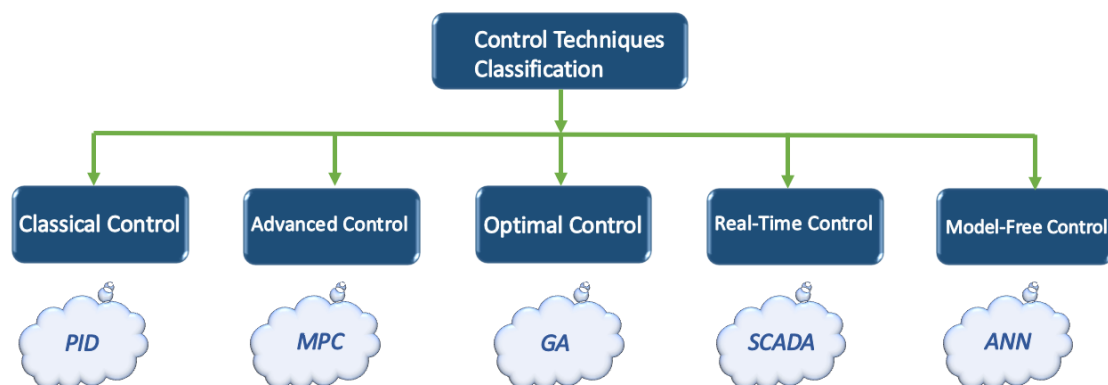 Control Techniques
Classification
Classical Control
Advanced Control
Optimal Control
Real-Time Control
Model-Free Control
PID
MPC
GA
SCADA
ANN